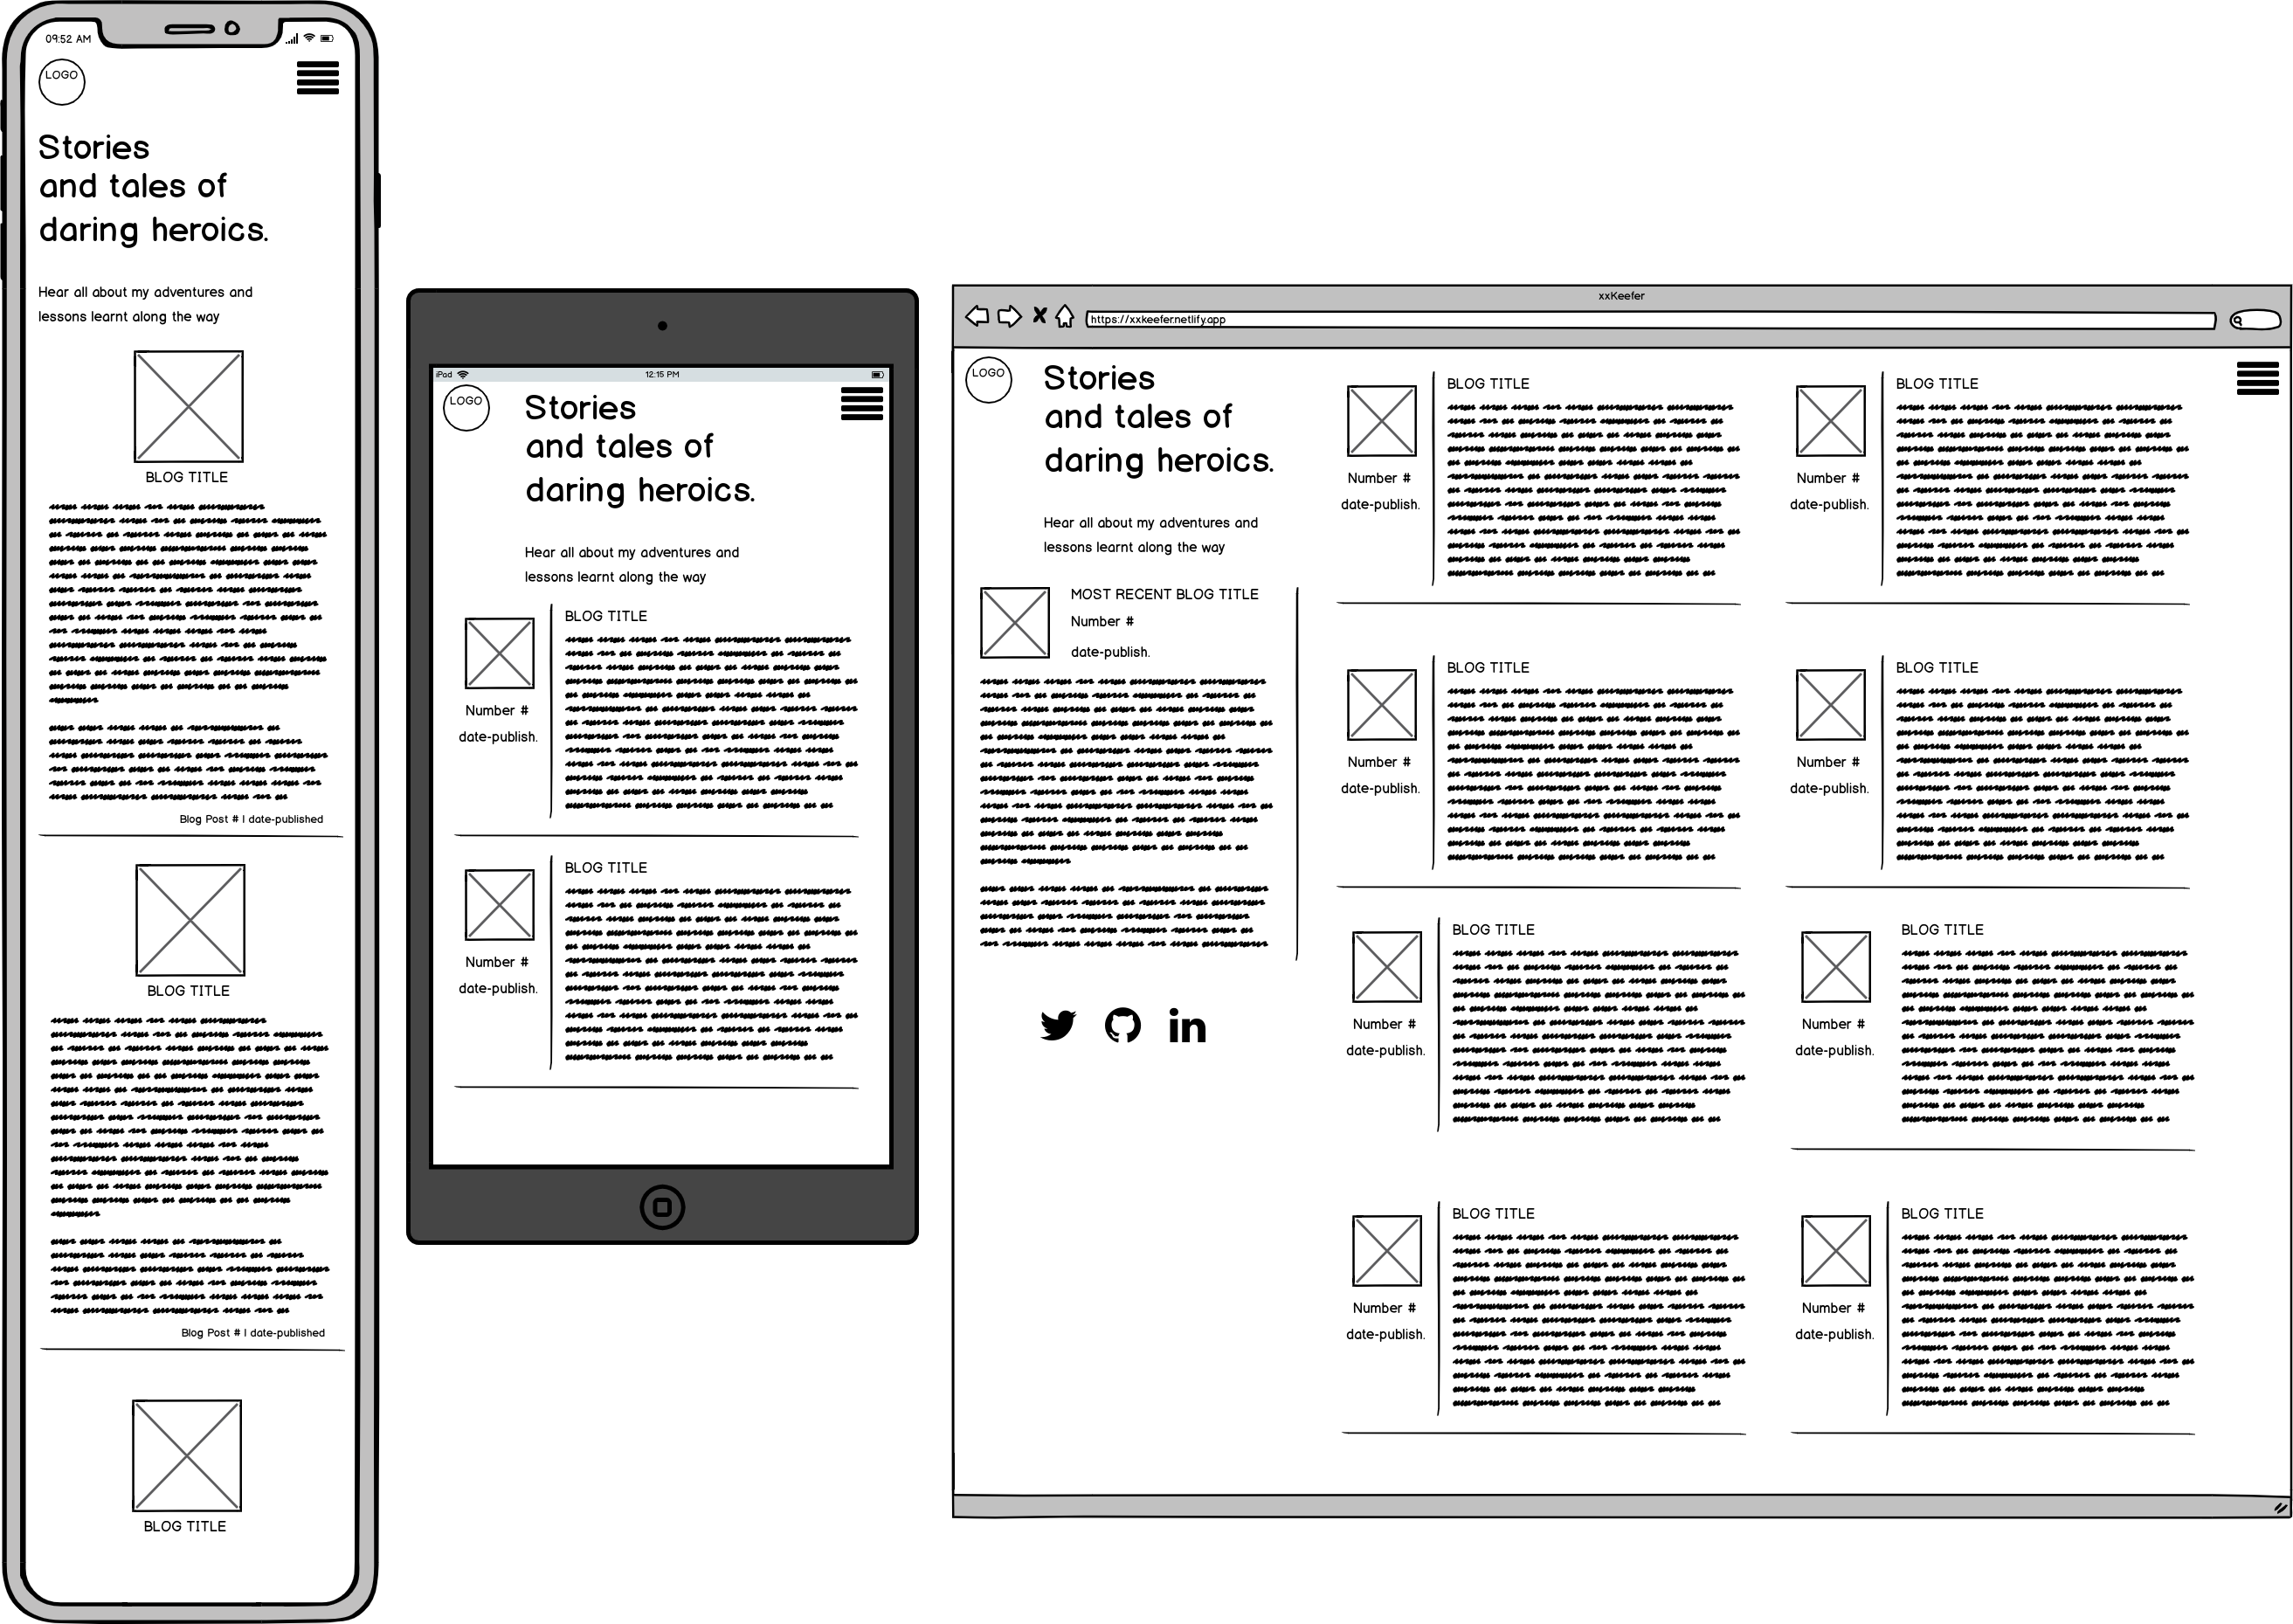 09:52 AM
LOGO
Stories
and tales of
daring heroics.
Hear all about my adventures and
lessons learnt along the way
BLOG TITLE
Blog Post # | date-published
BLOG TITLE
Blog Post # | date-published
BLOG TITLE
iPad
12:15 PM
LOGO
Stories
and tales of
daring heroics.
Hear all about my adventures and
lessons learnt along the way
BLOG TITLE
Number #
date-publish.
BLOG TITLE
Number #
date-publish.
xxKeefer
https://xxkeefer.netlify.app
LOGO
Stories
and tales of
daring heroics.
Hear all about my adventures and
lessons learnt along the way
MOST RECENT BLOG TITLE
Number #
date-publish.
BLOG TITLE
Number #
date-publish.
BLOG TITLE
Number #
date-publish.
BLOG TITLE
Number #
date-publish.
BLOG TITLE
Number #
date-publish.
BLOG TITLE
Number #
date-publish.
BLOG TITLE
Number #
date-publish.
BLOG TITLE
Number #
date-publish.
BLOG TITLE
Number #
date-publish.